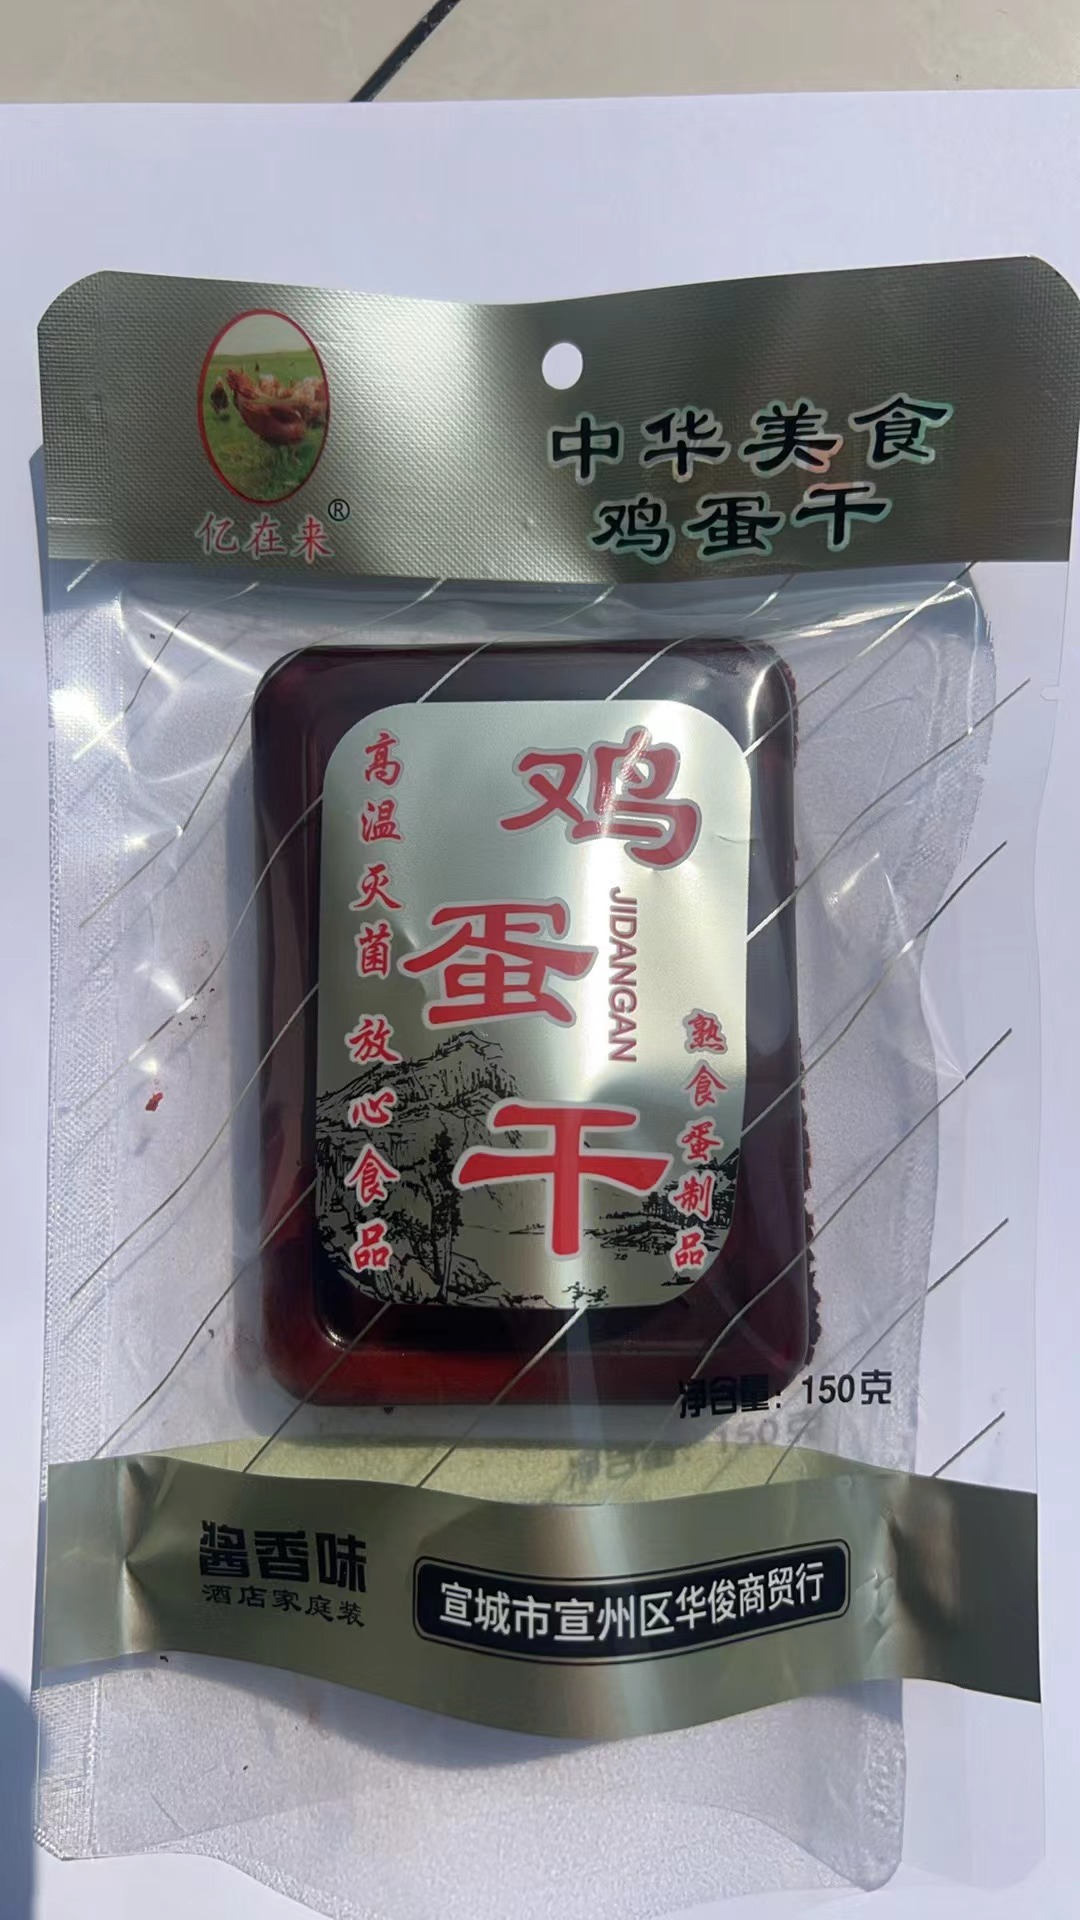 中华美食
鸡蛋干
亿在来®
鸡蛋干
JIDANGAN
高温灭菌 放心食品
熟食蛋制品
净含量：150克
酱香味
酒店家庭装
宣城市宣州区华俊商贸行